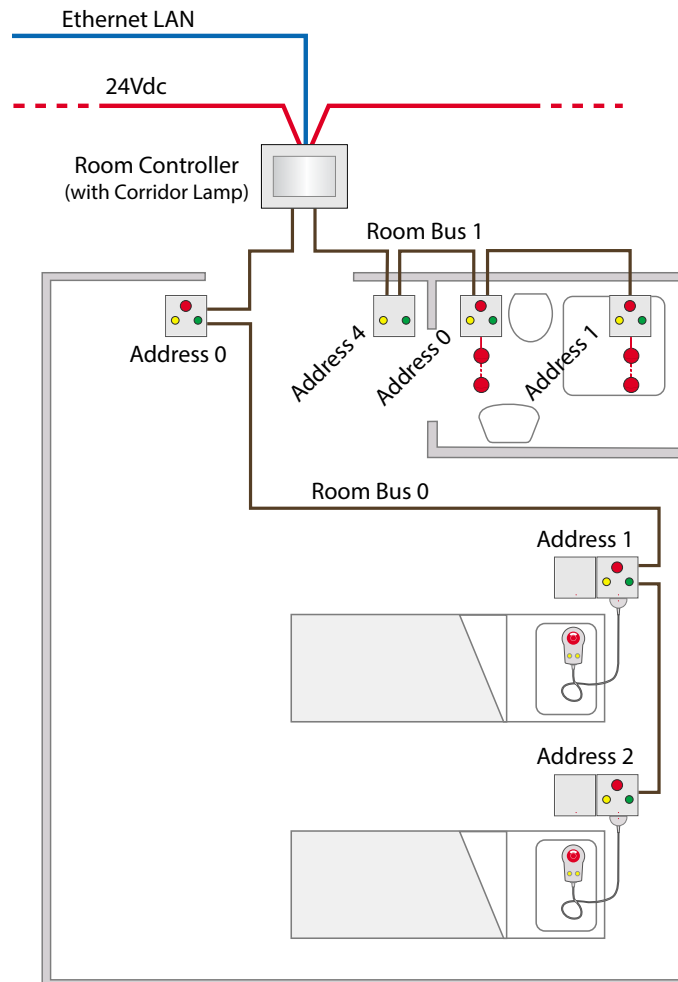 Ethernet LAN
24Vdc
Room Controller
(with Corridor Lamp)
Room Bus 1
Address 0
Address 4
Address 0
Address 1
Room Bus 0
Address 1
Address 2